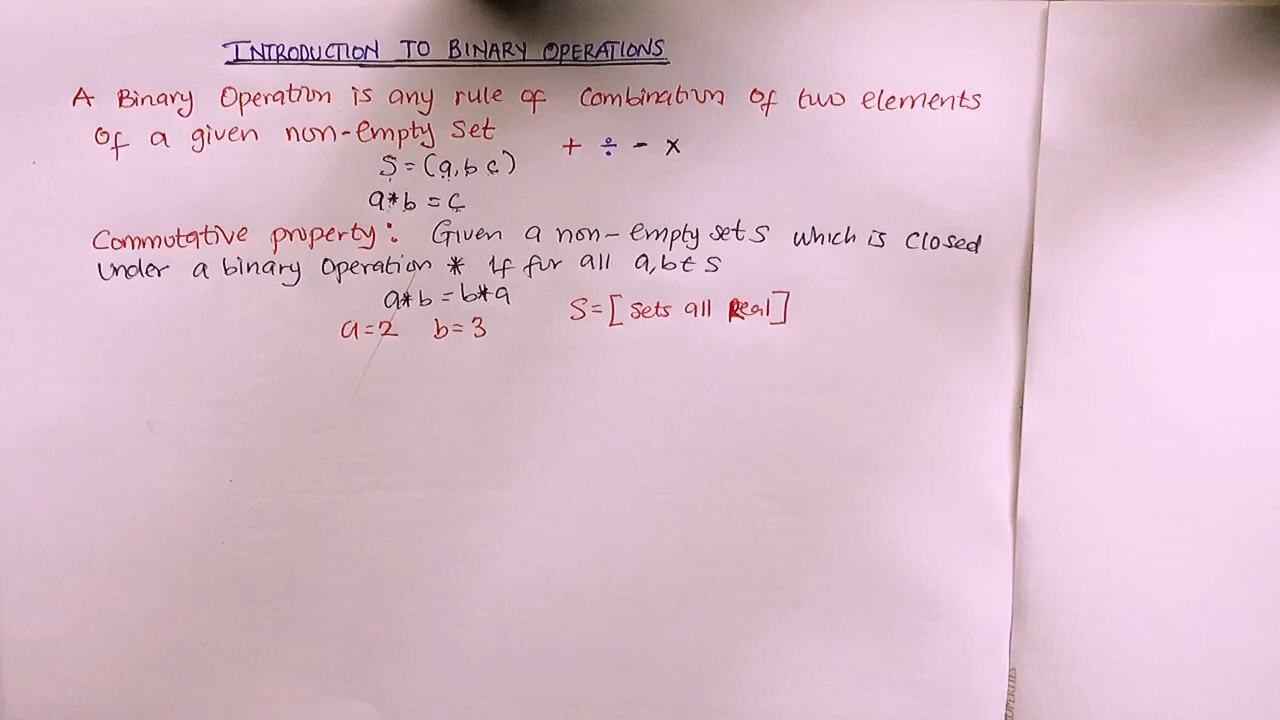 INTRODUCTION TO BINARY OPERATIONS
A Binary Operation is any rule of combination of two elements
of a given non-empty set
+ ÷ - x
S = (a, b c)
a*b = c
Commutative property: Given a non-empty set S which is closed
under a binary operation * if for all a, b ∈ S
a*b = b*a
S = [sets all Real]
a = 2 b = 3